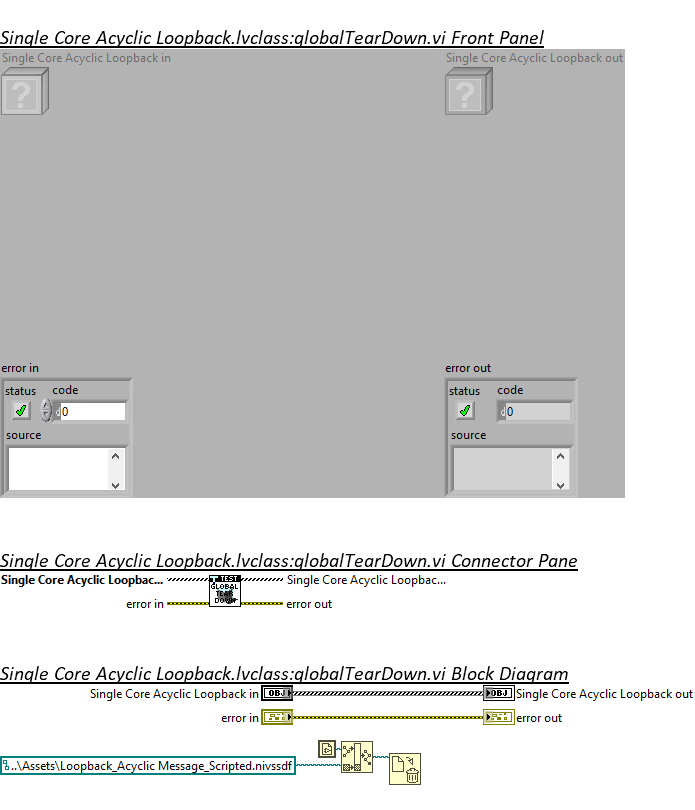 Single Core Acyclic Loopback.lvclass:globalTearDown.vi Front Panel
Single Core Acyclic Loopback in
Single Core Acyclic Loopback out
?
?
error in
error out
status code
status code
0
d 0
source
source
Single Core Acyclic Loopback.lvclass:globalTearDown.vi Connector Pane
Single Core Acyclic Loopbac...
TEST
GLOBAL
TEAR
DOWN
Single Core Acyclic Loopbac...
error in
error out
Single Core Acyclic Loopback.lvclass:globalTearDown.vi Block Diagram
Single Core Acyclic Loopback in
OBJ
OBJ
Single Core Acyclic Loopback out
error in
error out
..\Assets\Loopback_Acyclic Message_Scripted.nivssdf